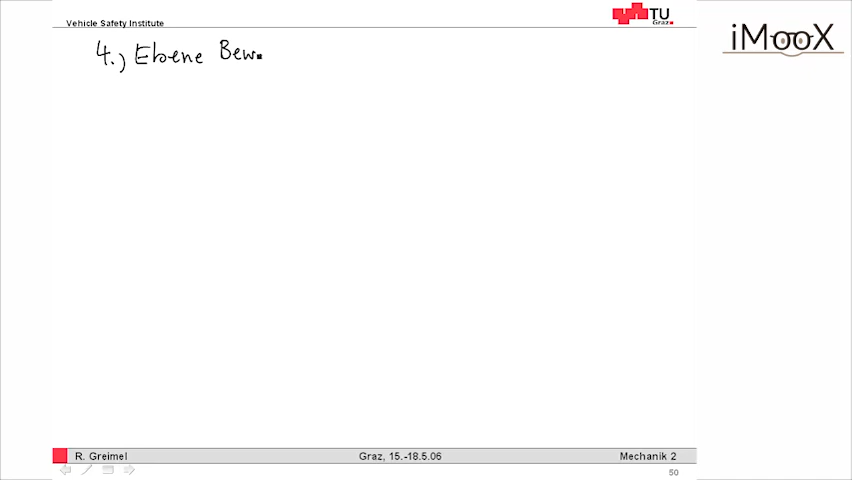 Vehicle Safety Institute
TU
Graz
iMooX
4.) Ebene Bew.
R. Greimel
Graz, 15.-18.5.06
Mechanik 2
50